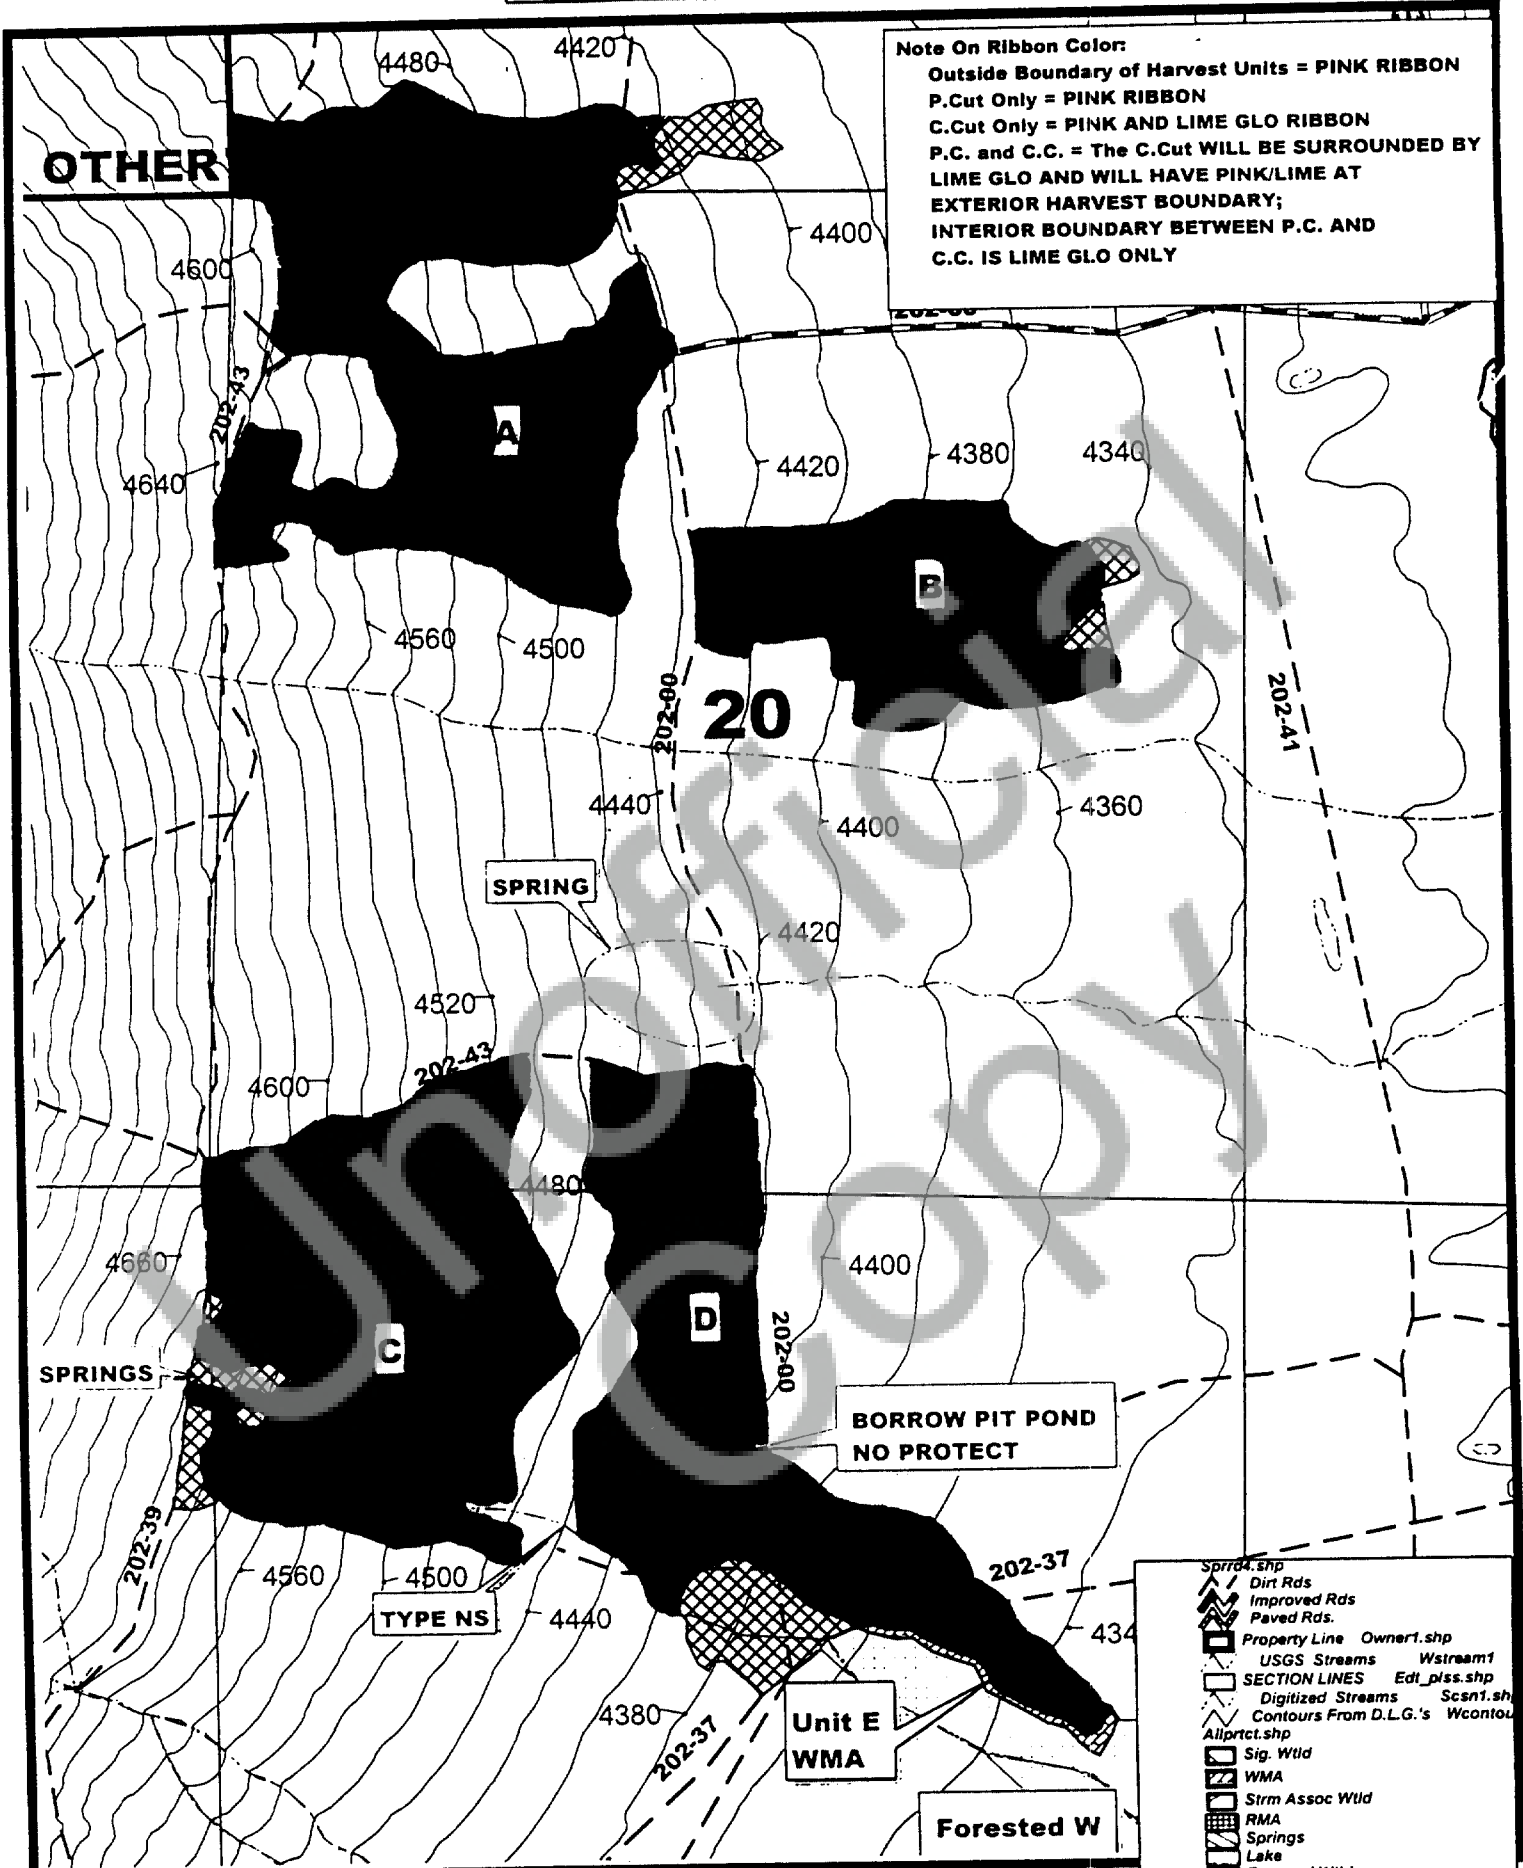 4480
4420
Note On Ribbon Color:
Outside Boundary of Harvest Units = PINK RIBBON
P.Cut Only = PINK RIBBON
C.Cut Only = PINK AND LIME GLO RIBBON
P.C. and C.C. = The C.Cut WILL BE SURROUNDED BY
LIME GLO AND WILL HAVE PINK/LIME AT
EXTERIOR HARVEST BOUNDARY;
INTERIOR BOUNDARY BETWEEN P.C. AND
C.C. IS LIME GLO ONLY
OTHER
4400
4600
202-43
A
4640
4420
4380
4340
B
4560
4500
202-00
20
202-41
4440
4400
4360
SPRING
4420
4520
202-43
4600
4480
4660
4400
D
C
202-00
SPRINGS
BORROW PIT POND
NO PROTECT
202-39
4560
4500
202-37
TYPE NS
4440
434
4380
202-37
Unit E
WMA
Forested W
Sprrd4.shp
Dirt Rds
Improved Rds
Paved Rds.
Property Line Owner1.shp
USGS Streams Wstream1
SECTION LINES Edt_plss.shp
Digitized Streams Scsn1.sh
Contours From D.L.G.'s Wcontou
Allprtct.shp
Sig. Wtld
WMA
Strm Assoc Wtld
RMA
Springs
Lake
Unofficial
Copy